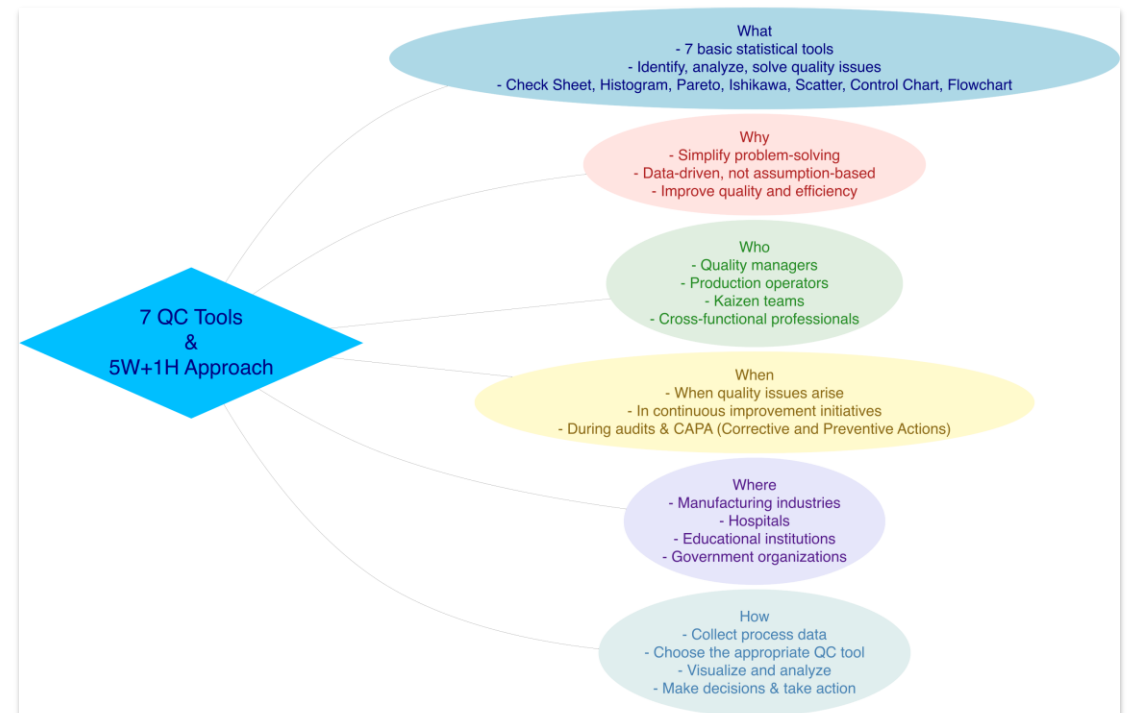 7 QC Tools
&
5W+1H Approach
What
- 7 basic statistical tools
- Identify, analyze, solve quality issues
- Check Sheet, Histogram, Pareto, Ishikawa, Scatter, Control Chart, Flowchart
Why
- Simplify problem-solving
- Data-driven, not assumption-based
- Improve quality and efficiency
Who
- Quality managers
- Production operators
- Kaizen teams
- Cross-functional professionals
When
- When quality issues arise
- In continuous improvement initiatives
- During audits & CAPA (Corrective and Preventive Actions)
Where
- Manufacturing industries
- Hospitals
- Educational institutions
- Government organizations
How
- Collect process data
- Choose the appropriate QC tool
- Visualize and analyze
- Make decisions & take action